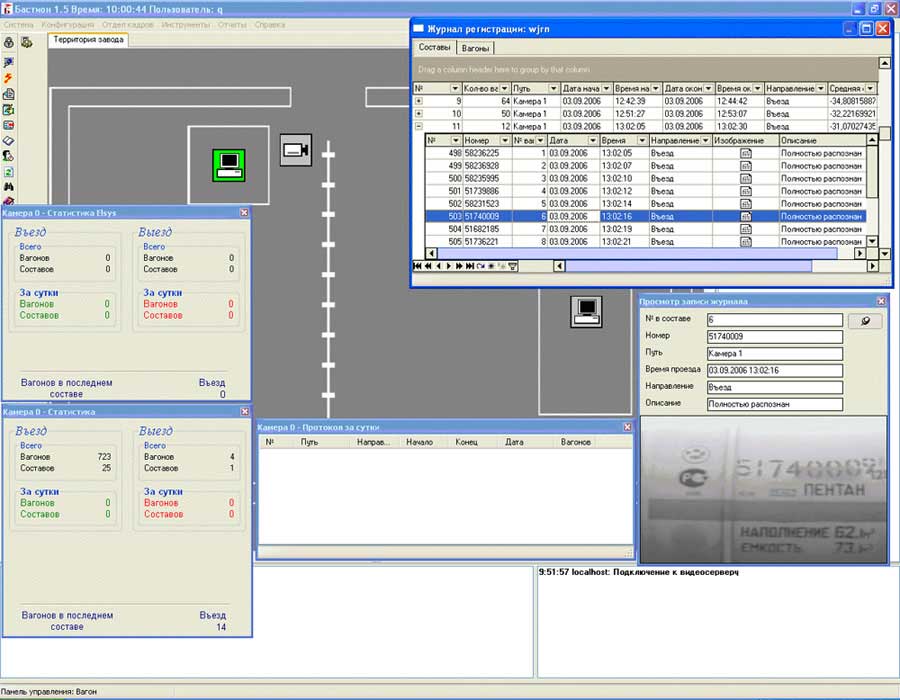 Бастион 1.5 Время: 10:00:44 Пользователь: q
Система Конфигурация Отдел кадров Инструменты Отчеты Справка
Территория завода
Журнал регистрации: wjrn
Составы Вагоны
Drag a column header here to group by that column
№ Кол-во ва Путь Дата нача Время на Дата окон Время ок Направление Средняя
9 64 Камера 1 03.09.2006 12:42:39 03.09.2006 12:44:42 Въезд -34,80815887
10 50 Камера 1 03.09.2006 12:51:27 03.09.2006 12:53:07 Въезд -32,22169921
11 12 Камера 1 03.09.2006 13:02:05 03.09.2006 13:02:30 Въезд -31,07027435
№ Номер № ва Дата Время Направление Изображение Описание
498 58236225 1 03.09.2006 13:02:05 Въезд Полностью распознан
499 58236928 2 03.09.2006 13:02:07 Въезд Полностью распознан
500 58235995 3 03.09.2006 13:02:10 Въезд Полностью распознан
501 51739886 4 03.09.2006 13:02:12 Въезд Полностью распознан
502 58231523 5 03.09.2006 13:02:14 Въезд Полностью распознан
503 51740009 6 03.09.2006 13:02:16 Въезд Полностью распознан
504 51682185 7 03.09.2006 13:02:19 Въезд Полностью распознан
505 51736221 8 03.09.2006 13:02:21 Въезд Полностью распознан
Камера 0 - Статистика Elsys
Въезд Выезд
Всего Всего
Вагонов 0 Вагонов 0
Составов 0 Составов 0
За сутки За сутки
Вагонов 0 Вагонов 0
Составов 0 Составов 0
Вагонов в последнем составе Въезд
0
Камера 0 - Статистика
Въезд Выезд
Всего Всего
Вагонов 723 Вагонов 4
Составов 25 Составов 1
За сутки За сутки
Вагонов 0 Вагонов 0
Составов 0 Составов 0
Вагонов в последнем составе Въезд
14
Камера 0 - Протокол за сутки
№ Путь Направ... Начало Конец Дата Вагонов
Просмотр записи журнала
№ в составе 6
Номер 51740009
Путь Камера 1
Время проезда 03.09.2006 13:02:16
Направление Въезд
Описание Полностью распознан
51740009
РС
ПЕНТАН
НАПОЛНЕНИЕ 62,
ЕМКОСТЬ 73,
9:51:57 localhost: Подключение к видеосерверу
Панель управления: Вагон